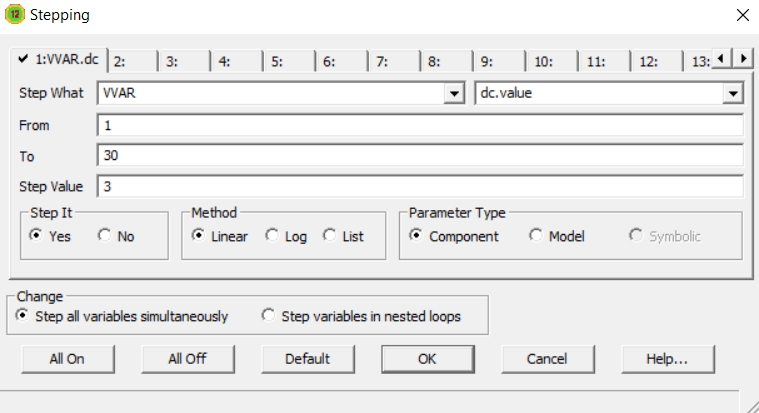 12 Stepping
1:VVAR.dc 2: 3: 4: 5: 6: 7: 8: 9: 10: 11: 12: 13:
Step What VVAR dc.value
From 1
To 30
Step Value 3
Step It Method Parameter Type
Yes No Linear Log List Component Model Symbolic
Change
Step all variables simultaneously Step variables in nested loops
All On All Off Default OK Cancel Help...